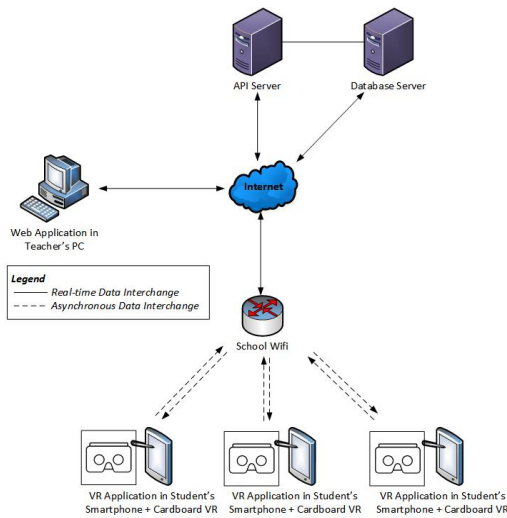 API Server
Database Server
Internet
Web Application in
Teacher's PC
Legend
Real-time Data Interchange
Asynchronous Data Interchange
School Wifi
VR Application in Student's
Smartphone + Cardboard VR
VR Application in Student's
Smartphone + Cardboard VR
VR Application in Student's
Smartphone + Cardboard VR